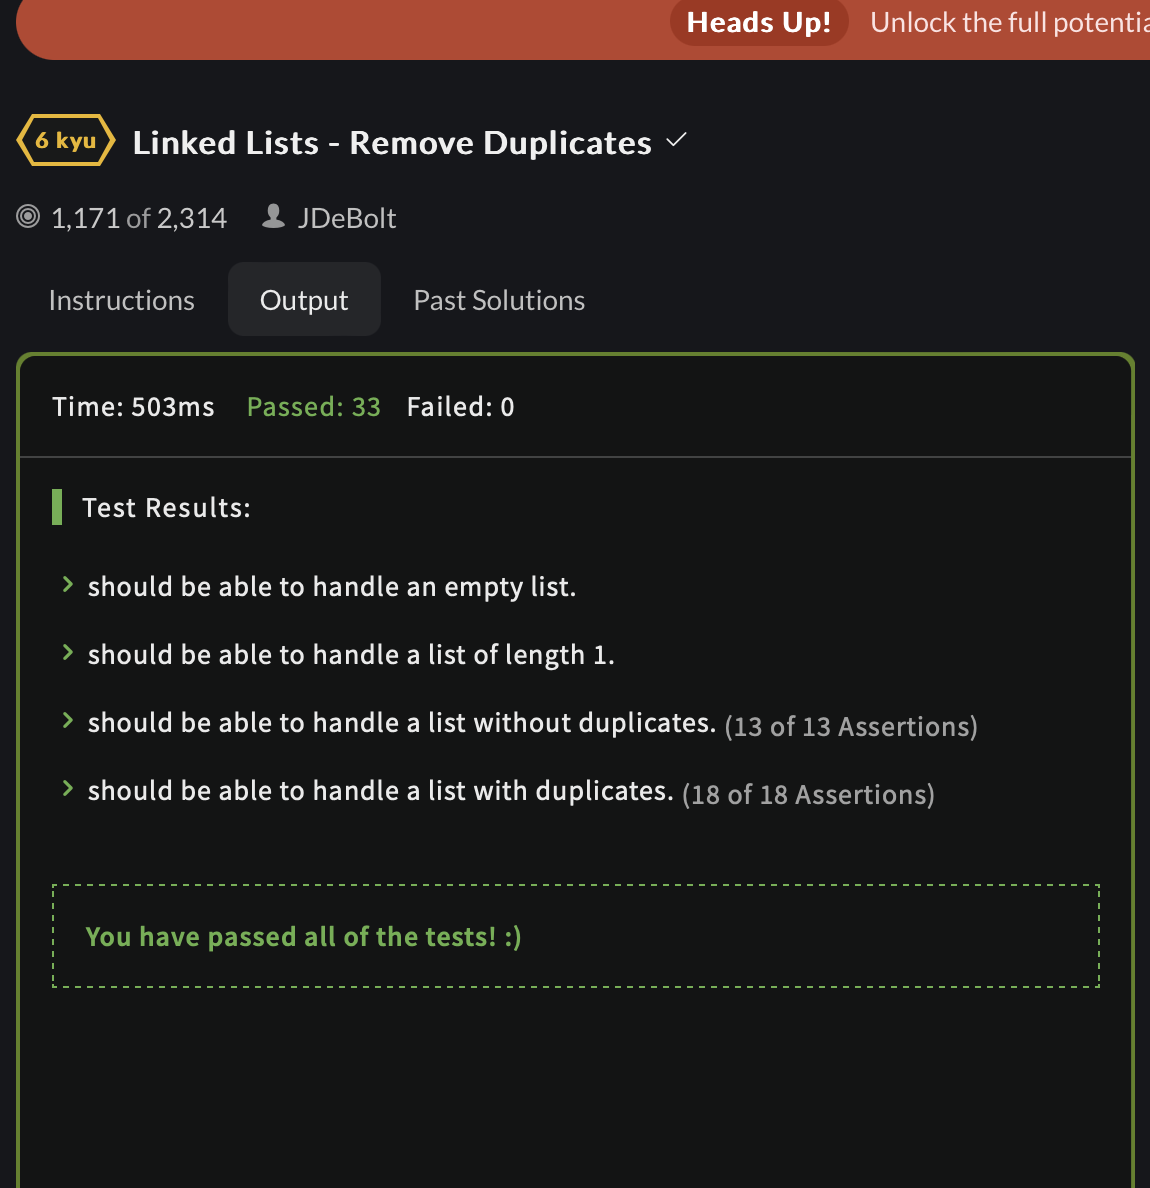 Heads Up! Unlock the full
6 kyu Linked Lists - Remove Duplicates
1,171 of 2,314 JDeBolt
Instructions Output Past Solutions
Time: 503ms Passed: 33 Failed: 0
Test Results:
should be able to handle an empty list.
should be able to handle a list of length 1.
should be able to handle a list without duplicates. (13 of 13 Assertions)
should be able to handle a list with duplicates. (18 of 18 Assertions)
You have passed all of the tests! :)